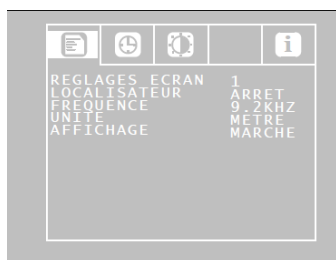 REGLAGES ECRAN 1
LOCALISATEUR ARRET
FREQUENCE 9.2KHZ
UNITE METRE
AFFICHAGE MARCHE